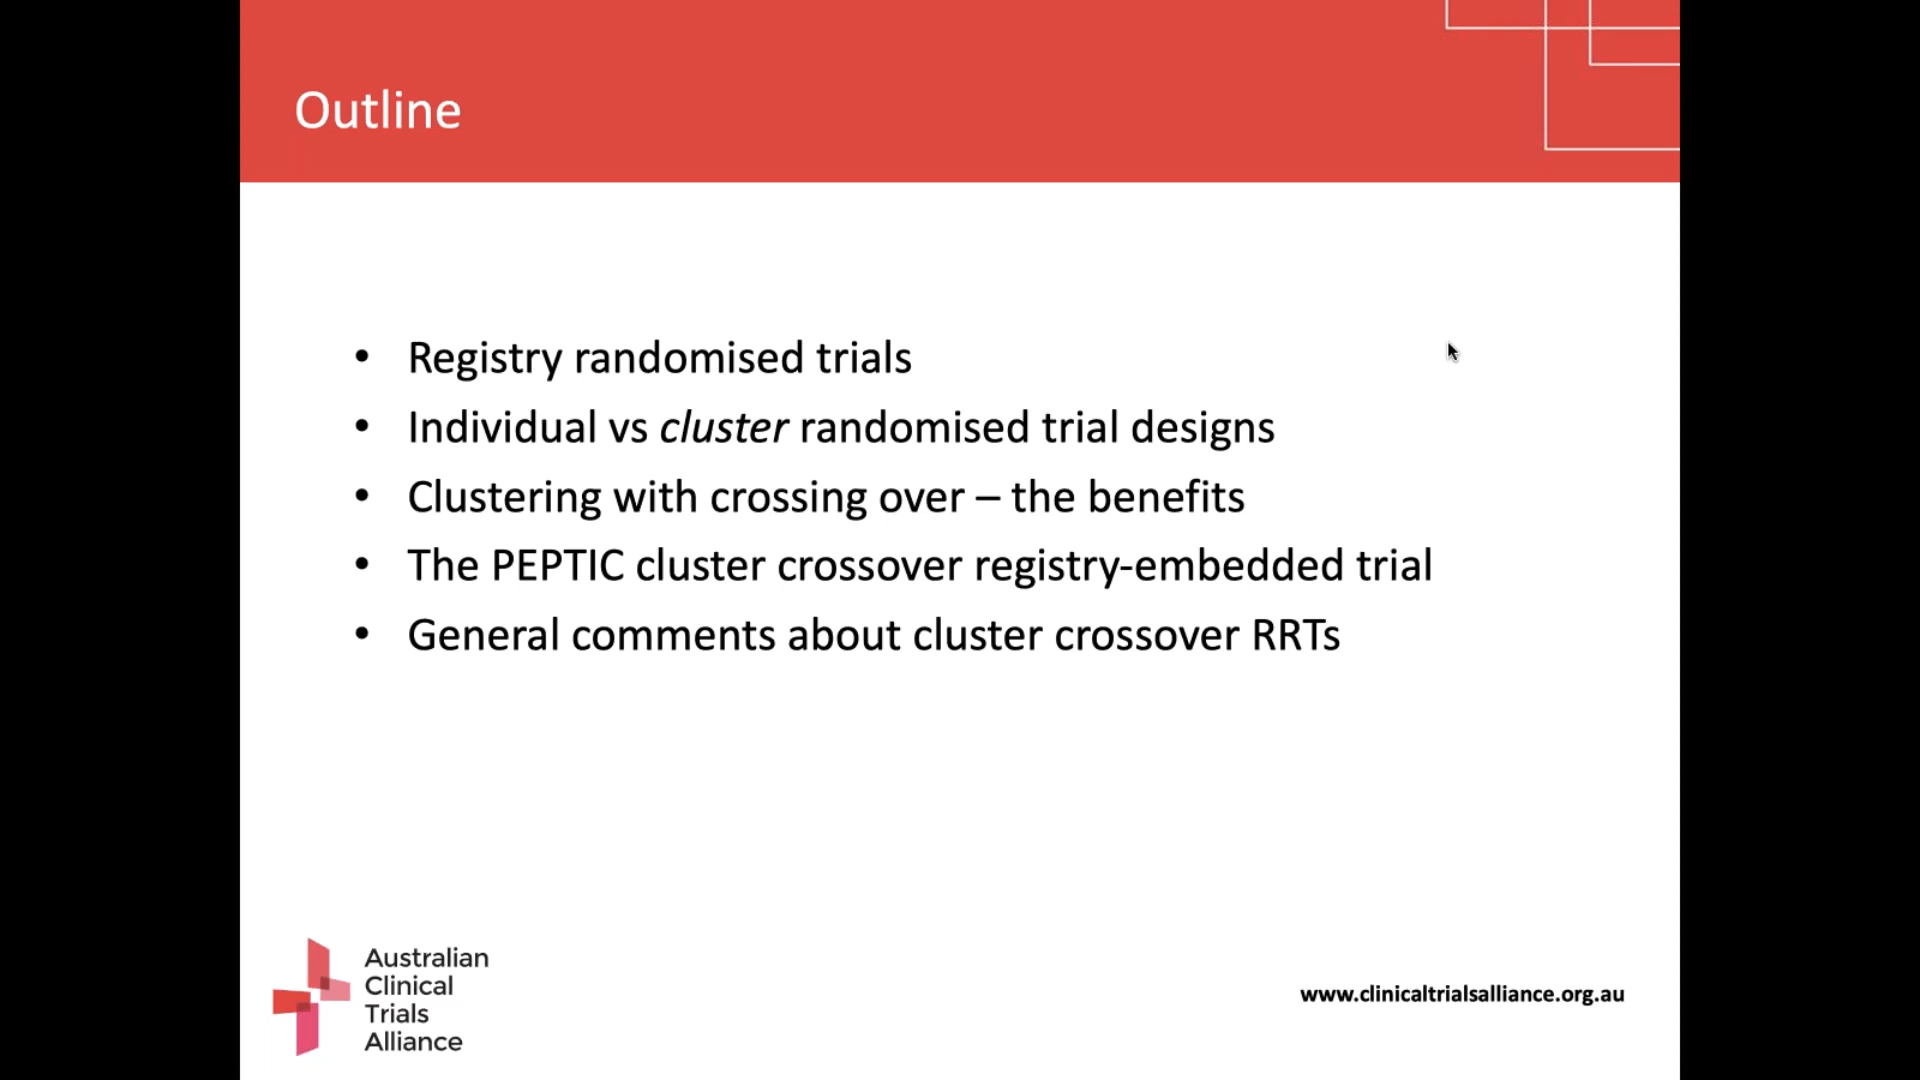 Outline
• Registry randomised trials
• Individual vs cluster randomised trial designs
• Clustering with crossing over – the benefits
• The PEPTIC cluster crossover registry-embedded trial
• General comments about cluster crossover RRTs
Australian
Clinical
Trials
Alliance
www.clinicaltrialsalliance.org.au